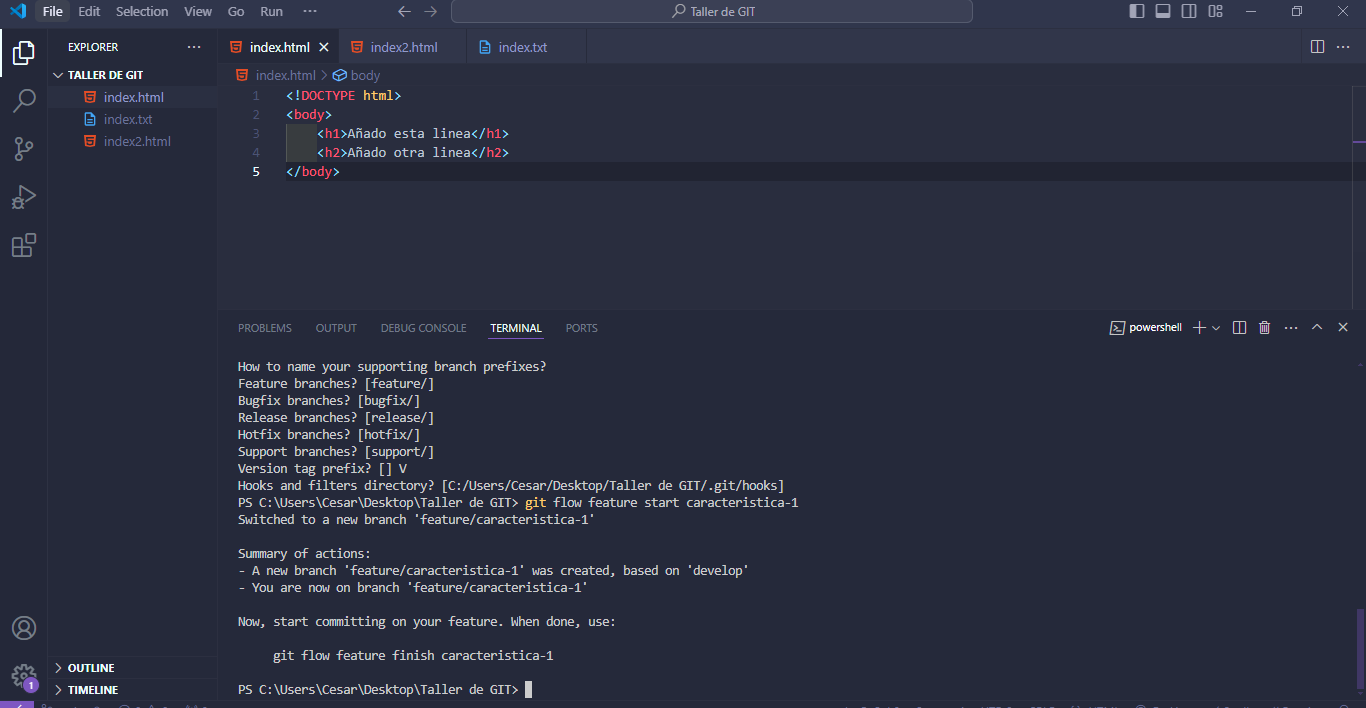 File Edit Selection View Go Run ··· Taller de GIT
EXPLORER ···
TALLER DE GIT
index.html
index.txt
index2.html
OUTLINE
TIMELINE
1
index.html index2.html index.txt ···
index.html > body
1 <!DOCTYPE html>
2 <body>
3 <h1>Añado esta linea</h1>
4 <h2>Añado otra linea</h2>
5 </body>
PROBLEMS OUTPUT DEBUG CONSOLE TERMINAL PORTS powershell ···
How to name your supporting branch prefixes?
Feature branches? [feature/]
Bugfix branches? [bugfix/]
Release branches? [release/]
Hotfix branches? [hotfix/]
Support branches? [support/]
Version tag prefix? [] V
Hooks and filters directory? [C:/Users/Cesar/Desktop/Taller de GIT/.git/hooks]
PS C:\Users\Cesar\Desktop\Taller de GIT> git flow feature start caracteristica-1
Switched to a new branch 'feature/caracteristica-1'
Summary of actions:
- A new branch 'feature/caracteristica-1' was created, based on 'develop'
- You are now on branch 'feature/caracteristica-1'
Now, start committing on your feature. When done, use:
git flow feature finish caracteristica-1
PS C:\Users\Cesar\Desktop\Taller de GIT>